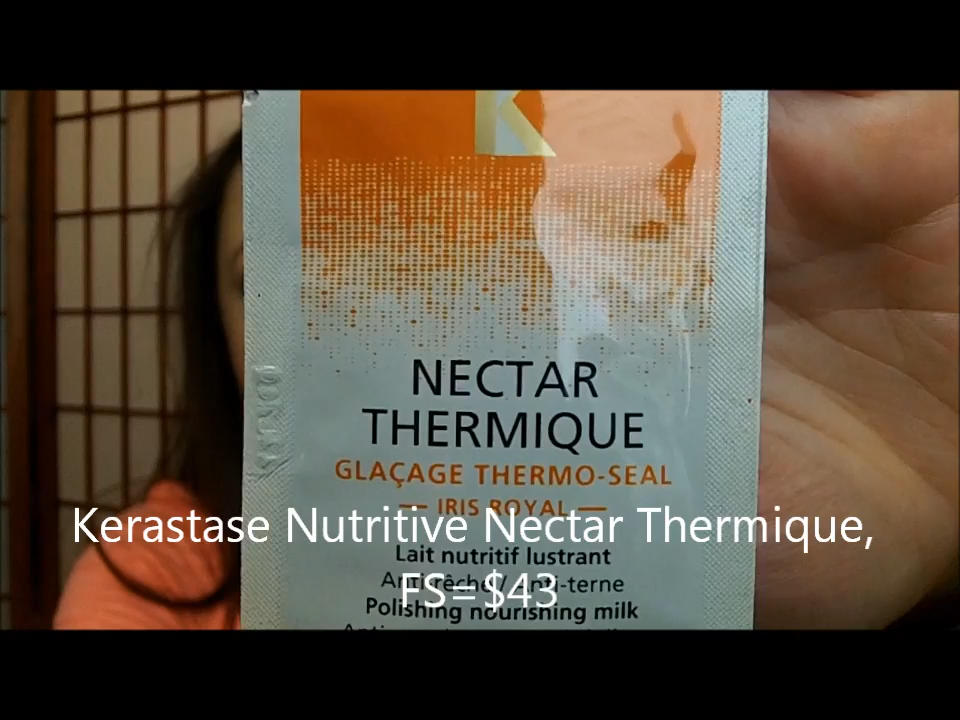 K
NECTAR
THERMIQUE
GLAÇAGE THERMO-SEAL
IRIS ROYAL
Kerastase Nutritive Nectar Thermique,
Lait nutritif lustrant
FS=$43
Polishing nourishing milk